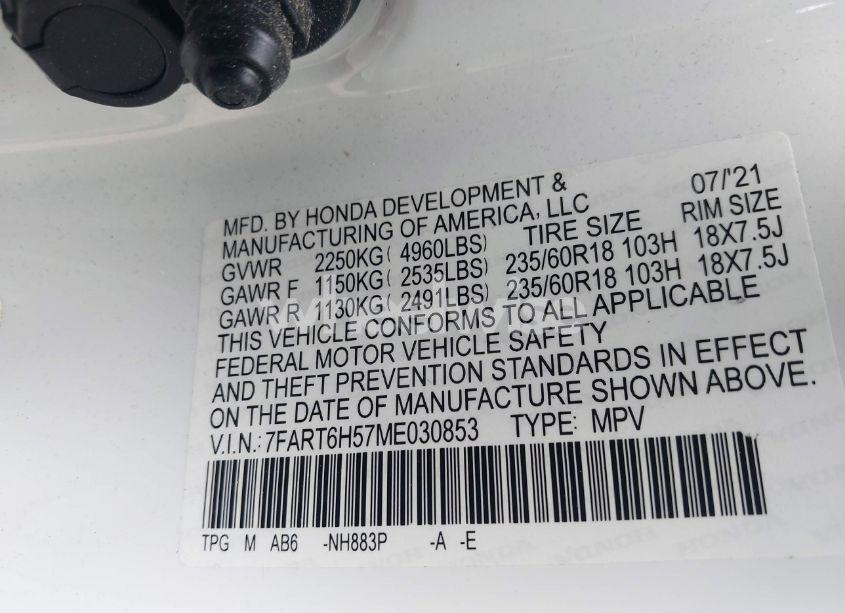 MFD. BY HONDA DEVELOPMENT & 07/'21
MANUFACTURING OF AMERICA, LLC
TIRE SIZE RIM SIZE
GVWR 2250KG( 4960LBS)
GAWR F 1150KG( 2535LBS) 235/60R18 103H 18X7.5J
GAWR R 1130KG( 2491LBS) 235/60R18 103H 18X7.5J
THIS VEHICLE CONFORMS TO ALL APPLICABLE
FEDERAL MOTOR VEHICLE SAFETY
AND THEFT PREVENTION STANDARDS IN EFFECT
ON THE DATE OF MANUFACTURE SHOWN ABOVE.
V.I.N.: 7FART6H57ME030853 TYPE: MPV
TPG M AB6 -NH883P -A -E